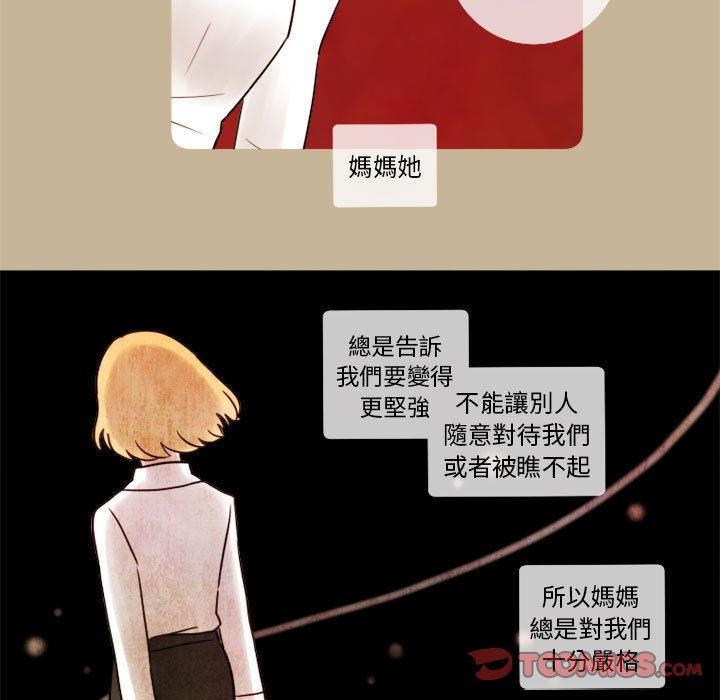 媽媽她
總是告訴
我們要變得
更堅強
不能讓別人
隨意對待我們
或者被瞧不起
所以媽媽
總是對我們
十分嚴格
TOOMICS.COM